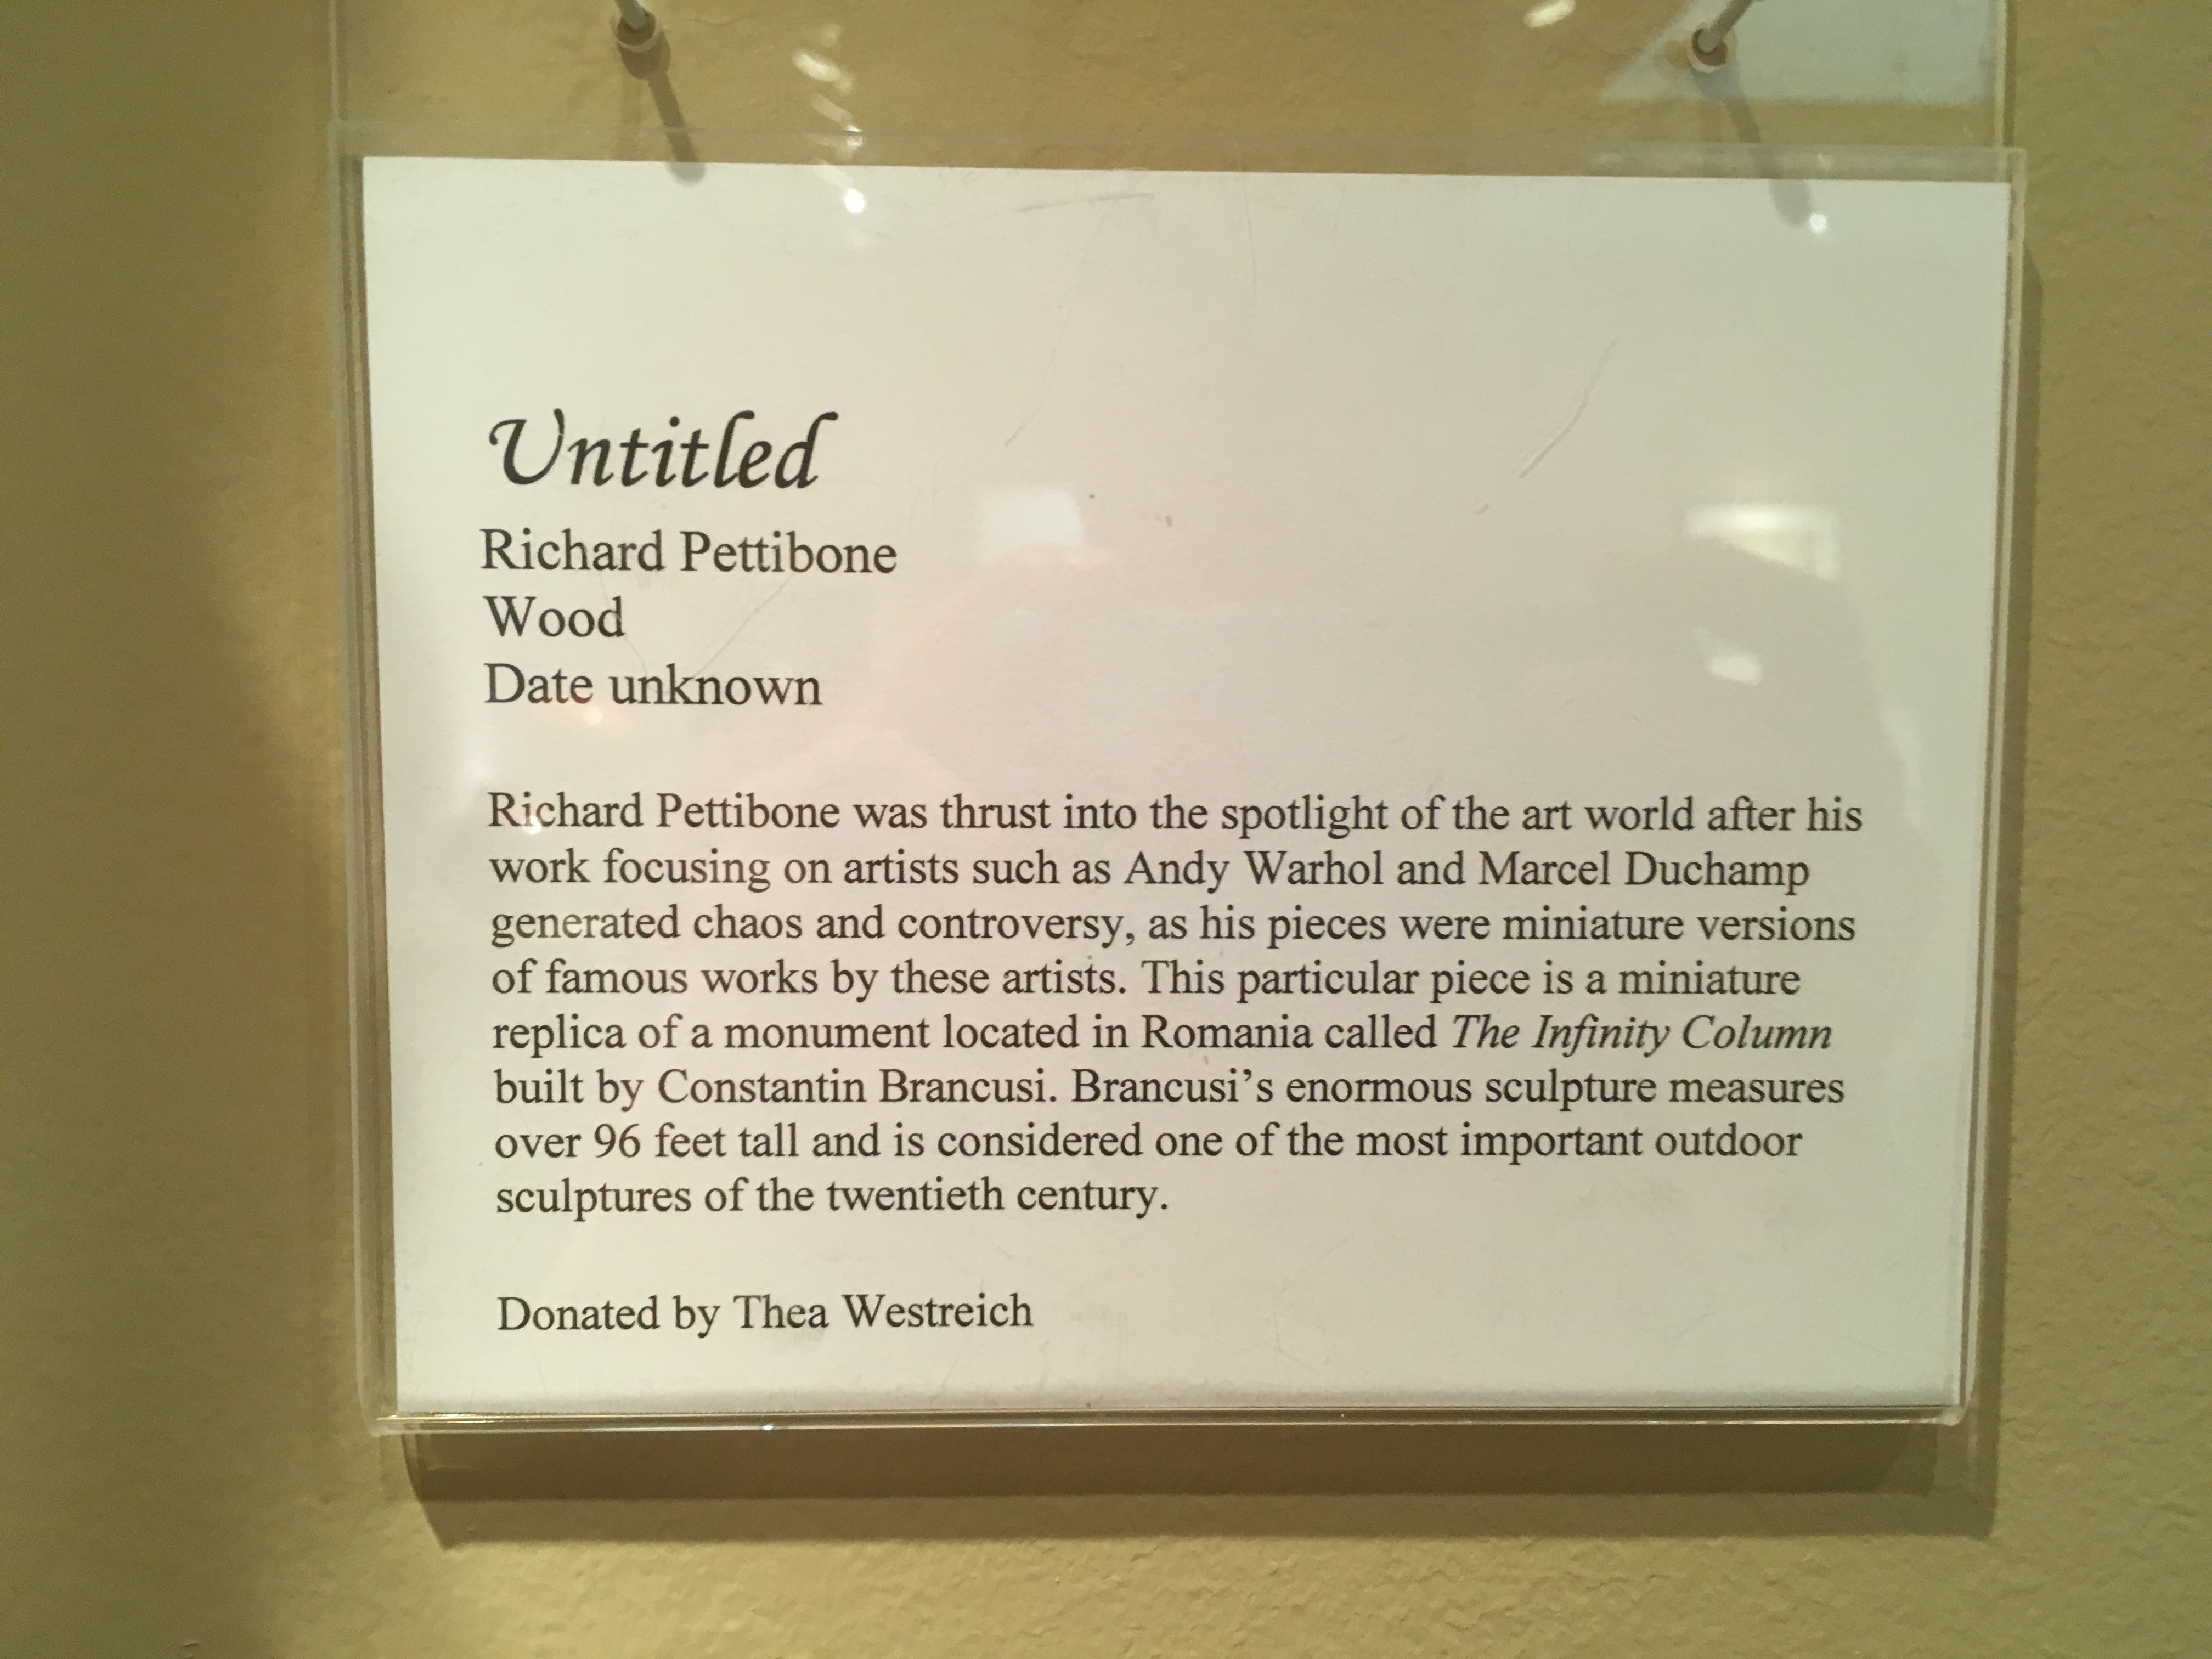 Untitled
Richard Pettibone
Wood
Date unknown
Richard Pettibone was thrust into the spotlight of the art world after his
work focusing on artists such as Andy Warhol and Marcel Duchamp
generated chaos and controversy, as his pieces were miniature versions
of famous works by these artists. This particular piece is a miniature
replica of a monument located in Romania called The Infinity Column
built by Constantin Brancusi. Brancusi’s enormous sculpture measures
over 96 feet tall and is considered one of the most important outdoor
sculptures of the twentieth century.
Donated by Thea Westreich